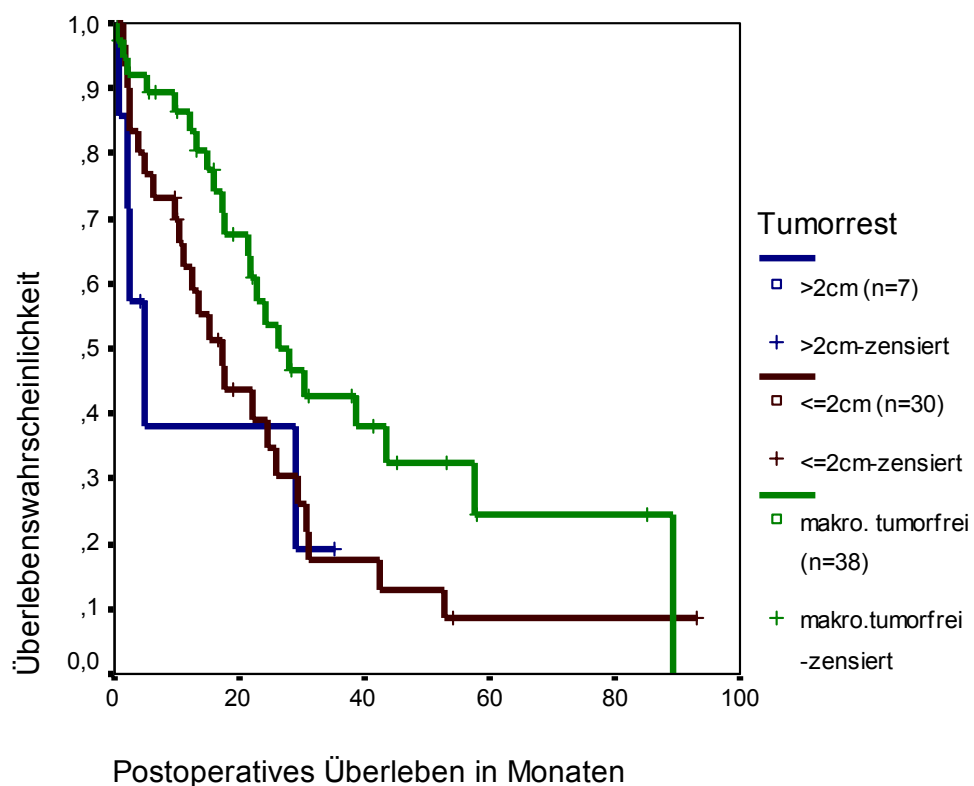 1,0
,9
,8
,7
,6
,5
,4
,3
,2
,1
0,0
Überlebenswahrscheinlichkeit
0 20 40 60 80 100
Postoperatives Überleben in Monaten
Tumorrest
>2cm (n=7)
>2cm-zensiert
<=2cm (n=30)
<=2cm-zensiert
makro. tumorfrei
(n=38)
makro.tumorfrei
-zensiert